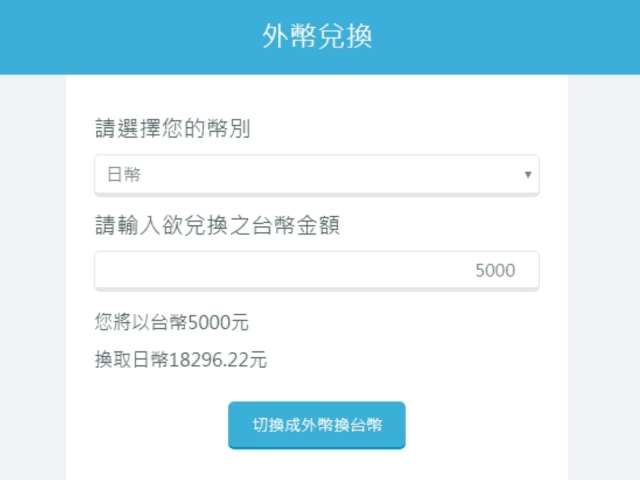 外幣兌換
請選擇您的幣別
日幣
請輸入欲兌換之台幣金額
5000
您將以台幣5000元
換取日幣18296.22元
切換成外幣換台幣